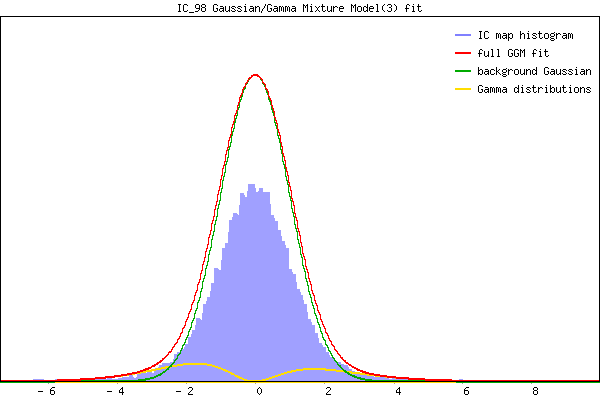 IC_98 Gaussian/Gamma Mixture Model(3) fit
IC map histogram
full GGM fit
background Gaussian
Gamma distributions
-6 -4 -2 0 2 4 6 8